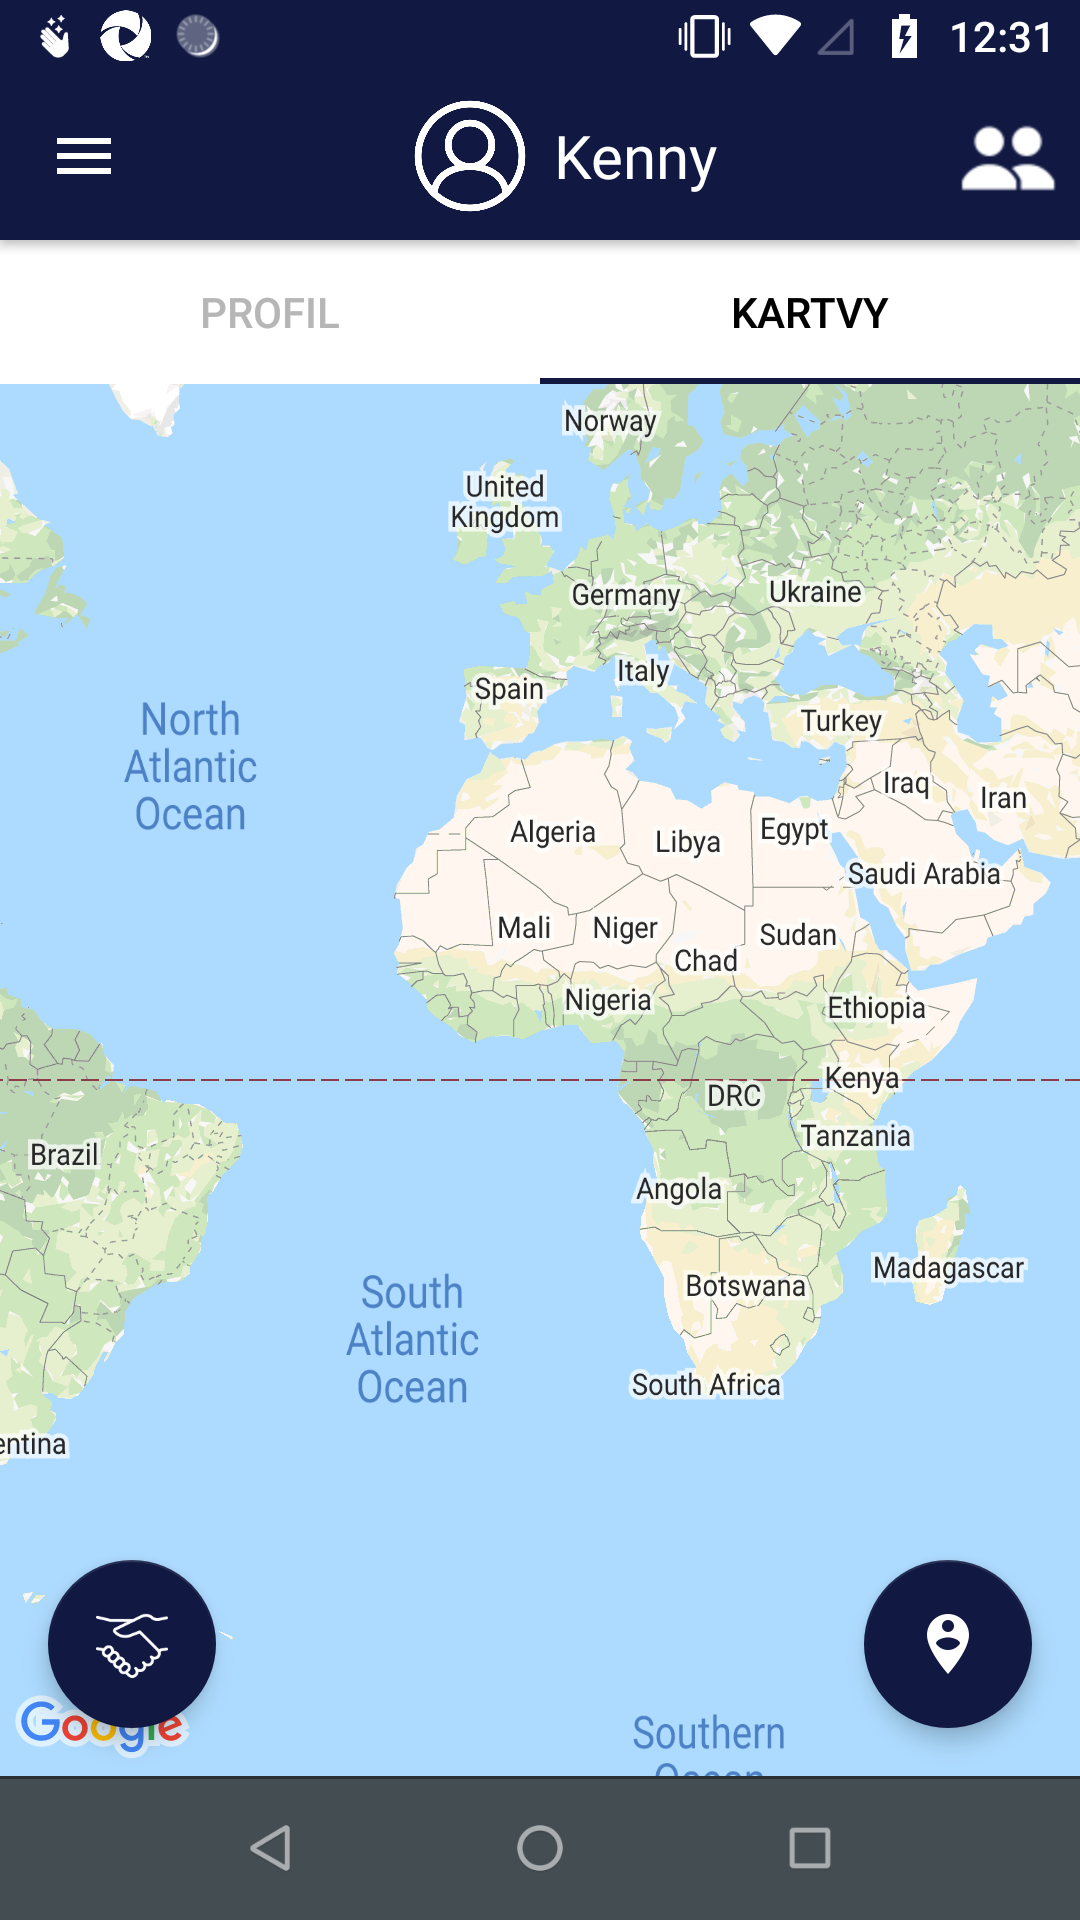 12:31
Kenny
PROFIL
KARTVY
Norway
United
Kingdom
Germany
Ukraine
Italy
Spain
Turkey
North
Atlantic
Ocean
Iraq
Iran
Algeria
Libya
Egypt
Saudi Arabia
Mali
Niger
Sudan
Chad
Nigeria
Ethiopia
Kenya
DRC
Tanzania
Brazil
Angola
Madagascar
Botswana
South
Atlantic
Ocean
South Africa
entina
Google
Southern
Ocean